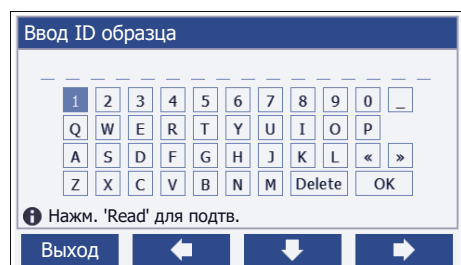 Ввод ID образца
1 2 3 4 5 6 7 8 9 0 _
Q W E R T Y U I O P
A S D F G H J K L « »
Z X C V B N M Delete OK
Нажм. 'Read' для подтв.
Выход